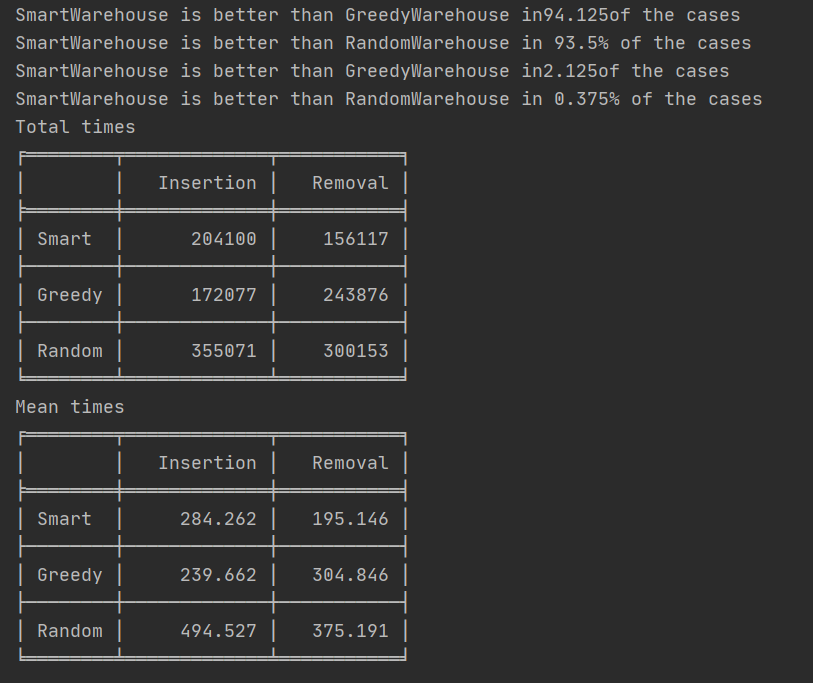 SmartWarehouse is better than GreedyWarehouse in94.125of the cases
SmartWarehouse is better than RandomWarehouse in 93.5% of the cases
SmartWarehouse is better than GreedyWarehouse in2.125of the cases
SmartWarehouse is better than RandomWarehouse in 0.375% of the cases
Total times
Insertion Removal
Smart 204100 156117
Greedy 172077 243876
Random 355071 300153
Mean times
Insertion Removal
Smart 284.262 195.146
Greedy 239.662 304.846
Random 494.527 375.191